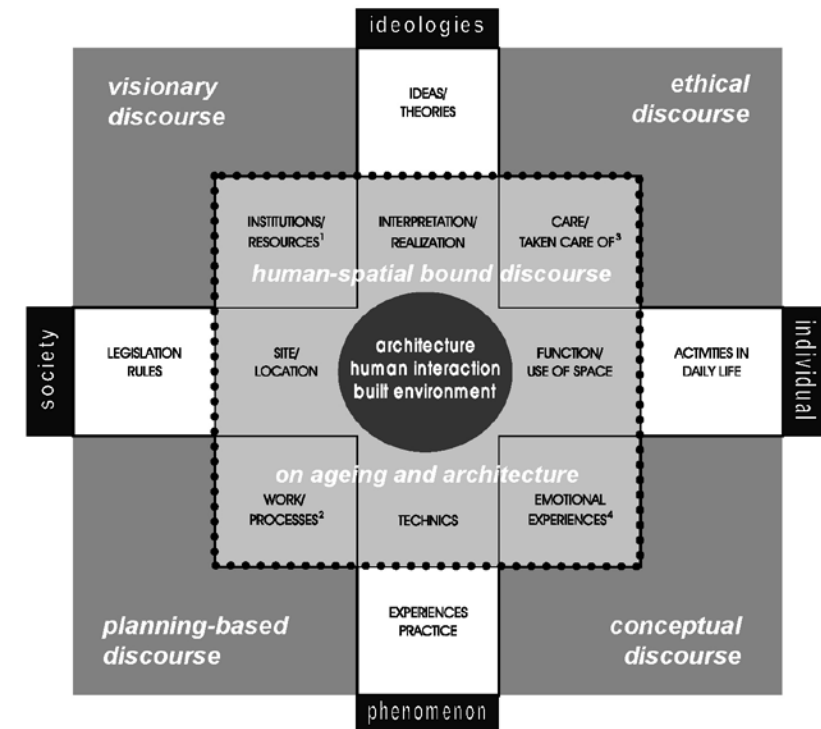 ideologies
visionary
discourse
IDEAS/
THEORIES
ethical
discourse
INSTITUTIONS/
RESOURCES¹
INTERPRETATION/
REALIZATION
CARE/
TAKEN CARE OF³
human-spatial bound discourse
society
LEGISLATION
RULES
SITE/
LOCATION
architecture
human interaction
built environment
FUNCTION/
USE OF SPACE
ACTIVITIES IN
DAILY LIFE
individual
on ageing and architecture
WORK/
PROCESSES²
TECHNICS
EMOTIONAL
EXPERIENCES⁴
planning-based
discourse
EXPERIENCES
PRACTICE
conceptual
discourse
phenomenon